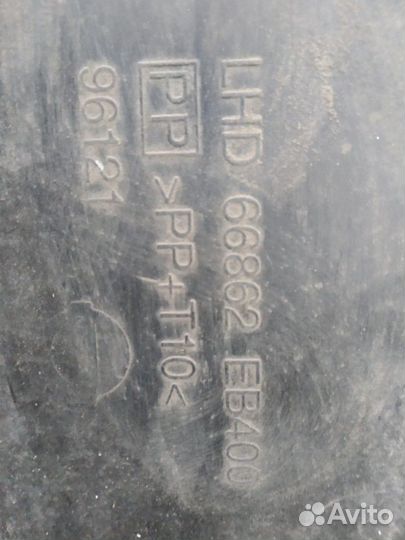 LHD 66862 EB400
PP >PP+T10<
96121
Avito